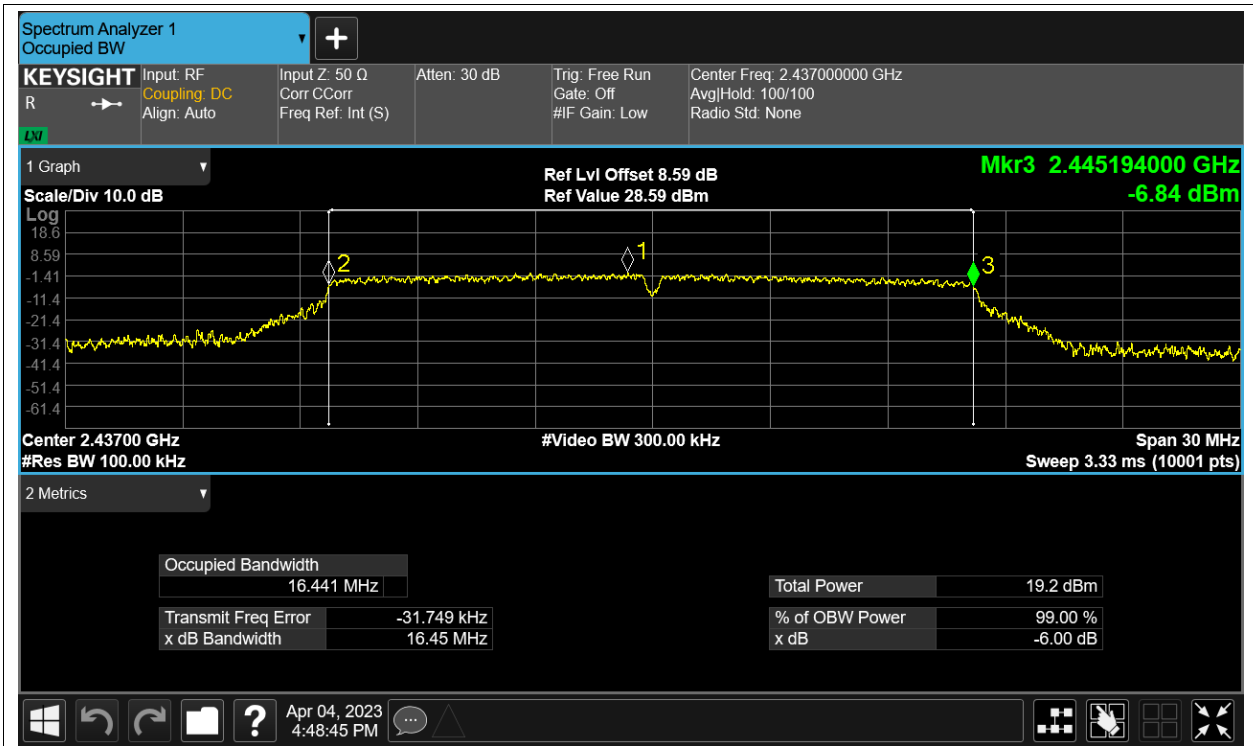 Spectrum Analyzer 1
Occupied BW
KEYSIGHT
R
LXI
Input: RF
Coupling: DC
Align: Auto
Input Z: 50 Ω
Corr CCorr
Freq Ref: Int (S)
Atten: 30 dB
Trig: Free Run
Gate: Off
#IF Gain: Low
Center Freq: 2.437000000 GHz
Avg|Hold: 100/100
Radio Std: None
1 Graph
Scale/Div 10.0 dB
Ref Lvl Offset 8.59 dB
Ref Value 28.59 dBm
Mkr3 2.445194000 GHz
-6.84 dBm
Log
18.6
8.59
-1.41
-11.4
-21.4
-31.4
-41.4
-51.4
-61.4
2
1
3
Center 2.43700 GHz
#Res BW 100.00 kHz
#Video BW 300.00 kHz
Span 30 MHz
Sweep 3.33 ms (10001 pts)
2 Metrics
Occupied Bandwidth
16.441 MHz
Transmit Freq Error -31.749 kHz
x dB Bandwidth 16.45 MHz
Total Power 19.2 dBm
% of OBW Power 99.00 %
x dB -6.00 dB
?
Apr 04, 2023
4:48:45 PM